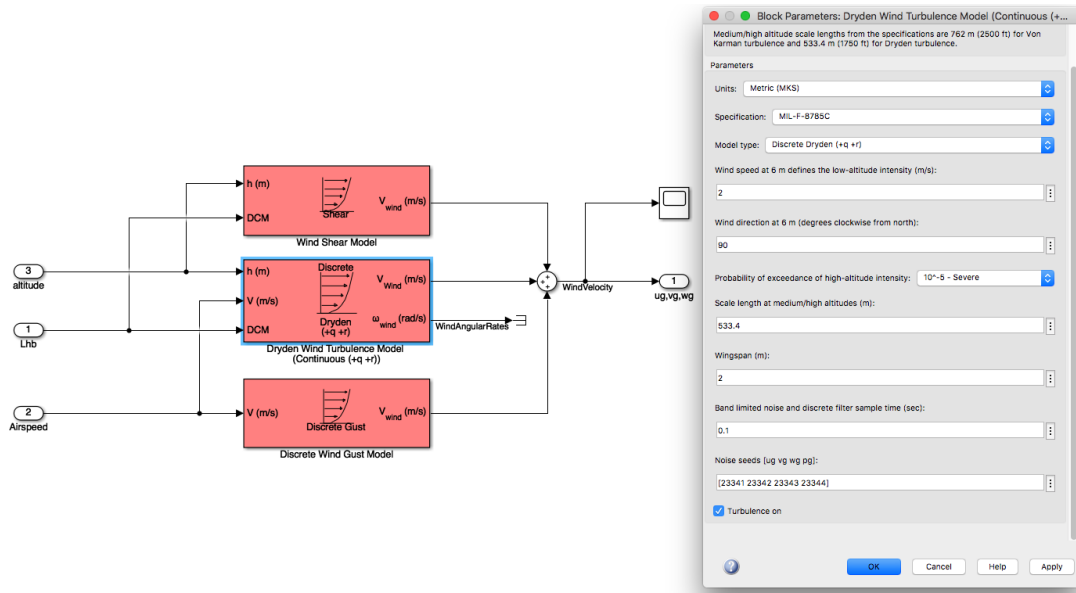 h (m)
DCM
Shear
V wind (m/s)
Wind Shear Model
3
altitude
h (m)
V (m/s)
DCM
Discrete
Dryden
(+q +r)
V wind (m/s)
ω wind (rad/s)
WindAngularRates
Dryden Wind Turbulence Model
(Continuous (+q +r))
1
Lhb
2
Airspeed
V (m/s)
Discrete Gust
V wind (m/s)
Discrete Wind Gust Model
+
+
+
WindVelocity
1
ug,vg,wg
Block Parameters: Dryden Wind Turbulence Model (Continuous (+...
Medium/high altitude scale lengths from the specifications are 762 m (2500 ft) for Von
Karman turbulence and 533.4 m (1750 ft) for Dryden turbulence.
Parameters
Units: Metric (MKS)
Specification: MIL-F-8785C
Model type: Discrete Dryden (+q +r)
Wind speed at 6 m defines the low-altitude intensity (m/s):
2
Wind direction at 6 m (degrees clockwise from north):
90
Probability of exceedance of high-altitude intensity: 10^-5 - Severe
Scale length at medium/high altitudes (m):
533.4
Wingspan (m):
2
Band limited noise and discrete filter sample time (sec):
0.1
Noise seeds [ug vg wg pg]:
[23341 23342 23343 23344]
Turbulence on
?
OK Cancel Help Apply